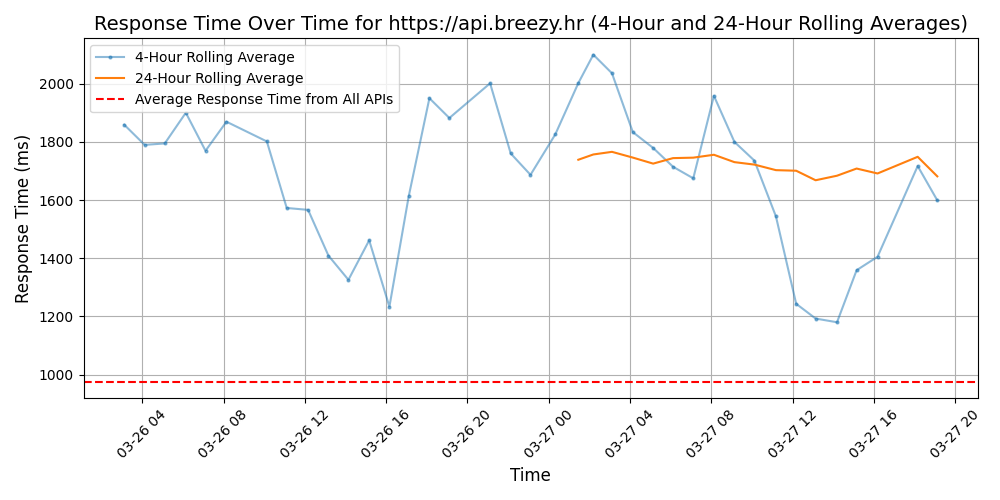 Response Time Over Time for https://api.breezy.hr (4-Hour and 24-Hour Rolling Averages)
4-Hour Rolling Average
24-Hour Rolling Average
Average Response Time from All APIs
Response Time (ms)
2000
1800
1600
1400
1200
1000
03-26 04
03-26 08
03-26 12
03-26 16
03-26 20
03-27 00
03-27 04
03-27 08
03-27 12
03-27 16
03-27 20
Time